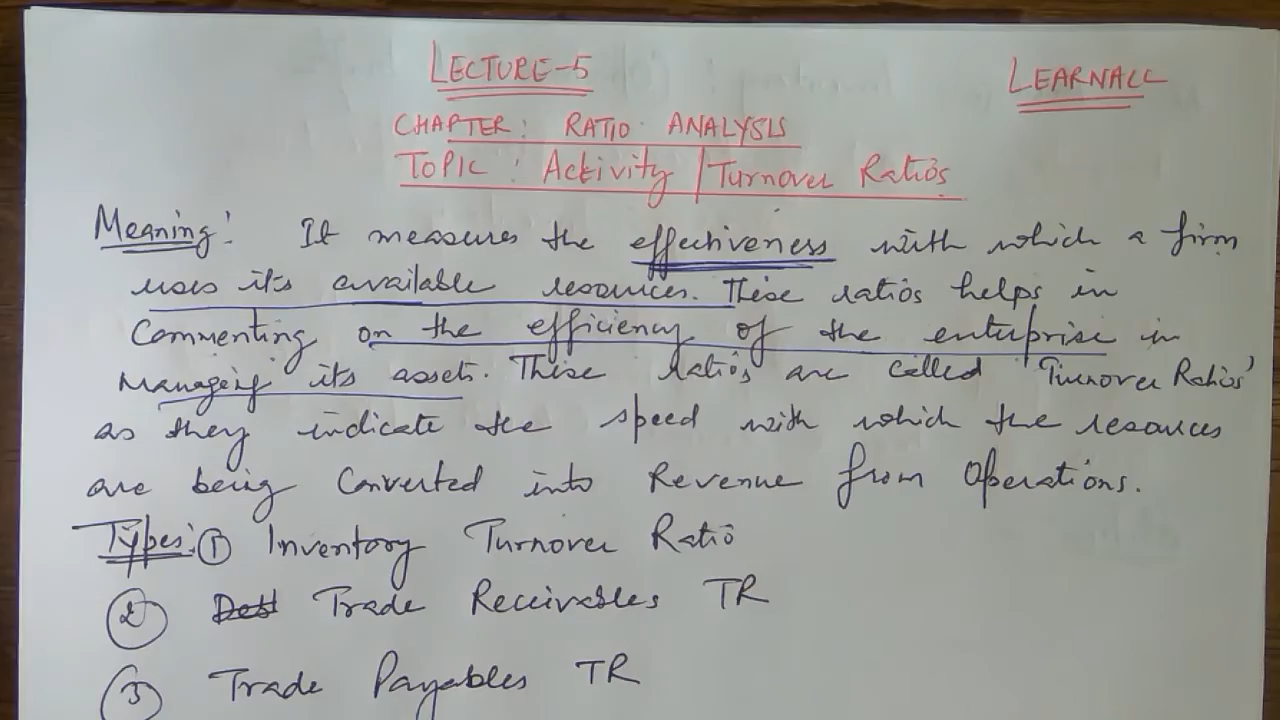 LECTURE-5
LEARNALL
CHAPTER: RATIO ANALYSIS
TOPIC: Activity/Turnover Ratios
Meaning: It measures the effectiveness with which a firm
uses it's available resources. These ratios helps in
Commenting on the efficiency of the enterprise in
Managing its assets. These ratios are called 'Turnover Ratios'
as they indicate the speed with which the resources
are being Converted into Revenue from Operations.
Types: ① Inventory Turnover Ratio
② Trade Receivables TR
③ Trade Payables TR